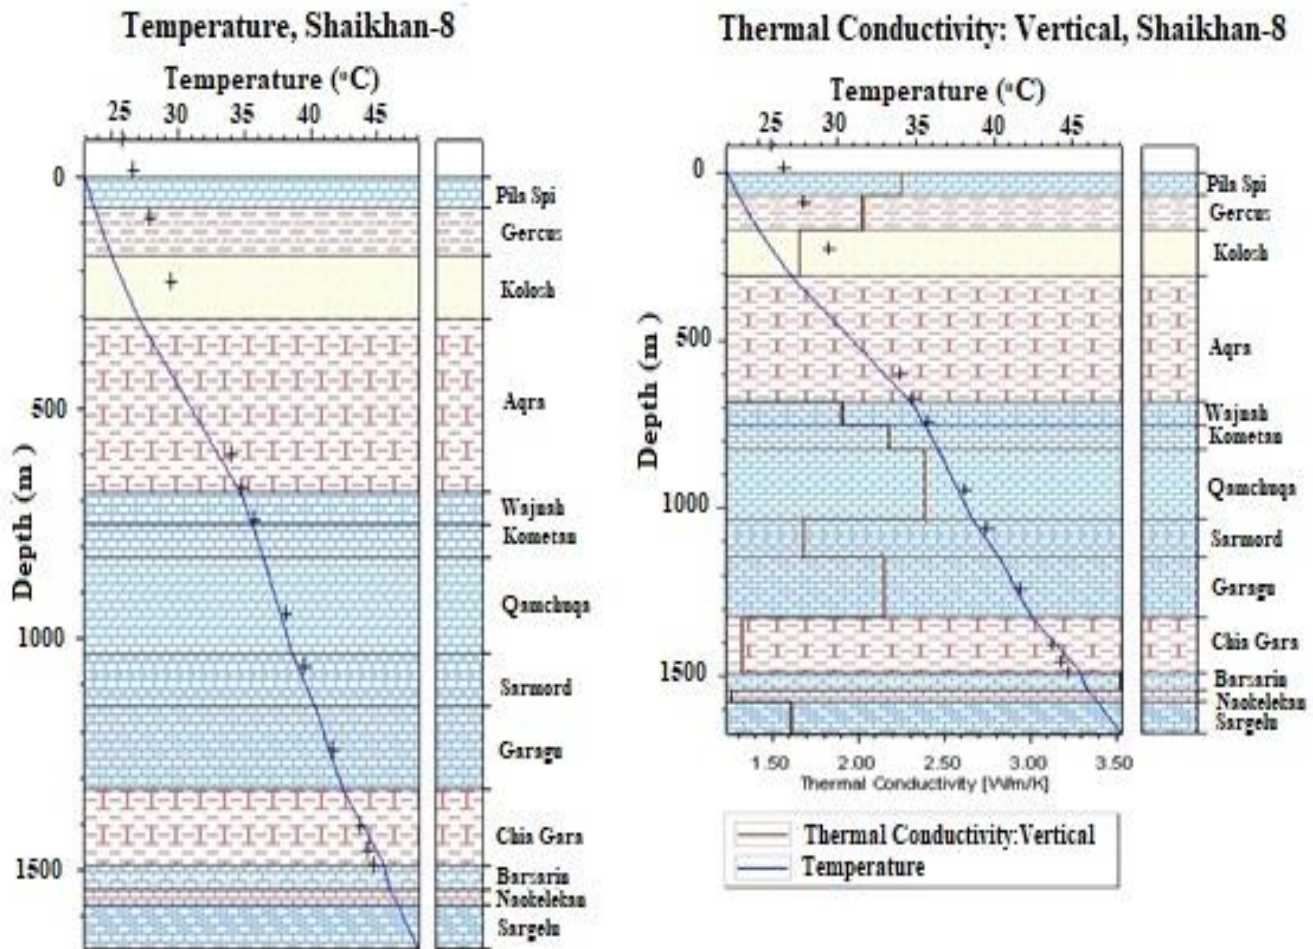 Temperature, Shaikhan-8
Temperature (°C)
25 30 35 40 45
Depth (m)
0
500
1000
1500
Pila Spi
Gercus
Kolosh
Aqra
Wajnah
Kometan
Qamchuqa
Sarmord
Garagu
Chia Gara
Barsarin
Naokelekan
Sargelu
Thermal Conductivity: Vertical, Shaikhan-8
Temperature (°C)
25 30 35 40 45
Depth (m)
0
500
1000
1500
Pila Spi
Gercus
Kolosh
Aqra
Wajnah
Kometan
Qamchuqa
Sarmord
Garagu
Chia Gara
Barsarin
Naokelekan
Sargelu
1.50 2.00 2.50 3.00 3.50
Thermal Conductivity [W/m/K]
Thermal Conductivity:Vertical
Temperature